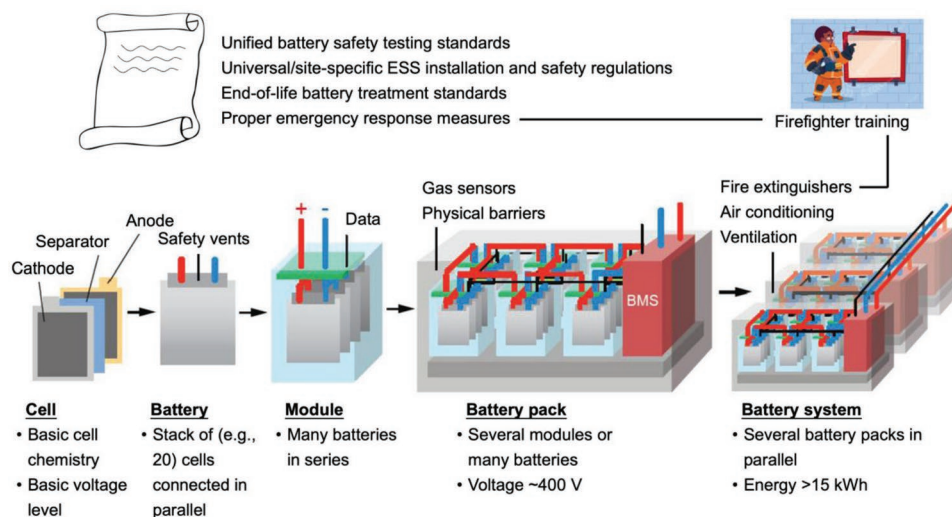 Unified battery safety testing standards
Universal/site-specific ESS installation and safety regulations
End-of-life battery treatment standards
Proper emergency response measures
Firefighter training
Gas sensors
Physical barriers
Fire extinguishers
Air conditioning
Ventilation
+ -
Data
Anode
Safety vents
Separator
Cathode
BMS
Cell
• Basic cell
chemistry
• Basic voltage
level
Battery
• Stack of (e.g.,
20) cells
connected in
parallel
Module
• Many batteries
in series
Battery pack
• Several modules or
many batteries
• Voltage ~400 V
Battery system
• Several battery packs in
parallel
• Energy >15 kWh